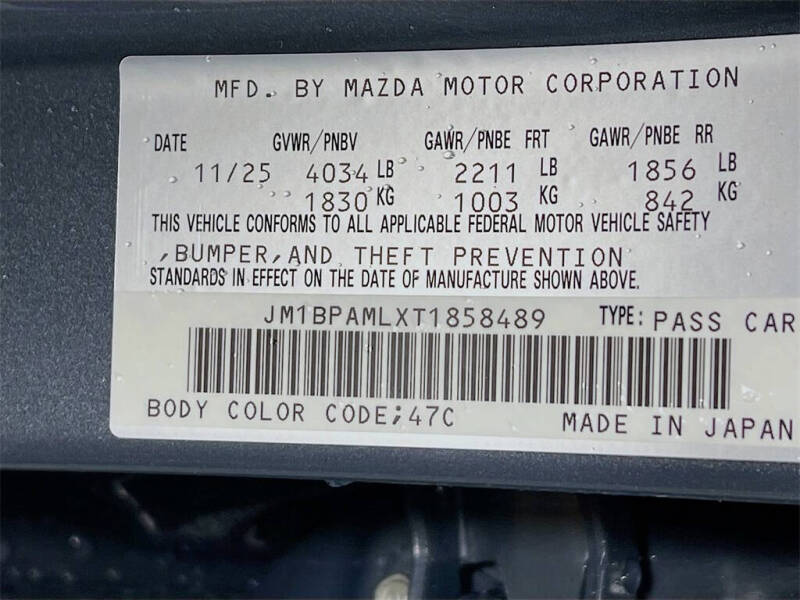 MFD. BY MAZDA MOTOR CORPORATION
DATE GVWR/PNBV GAWR/PNBE FRT GAWR/PNBE RR
11/25 4034 LB 2211 LB 1856 LB
1830 KG 1003 KG 842 KG
THIS VEHICLE CONFORMS TO ALL APPLICABLE FEDERAL MOTOR VEHICLE SAFETY
,BUMPER,AND THEFT PREVENTION
STANDARDS IN EFFECT ON THE DATE OF MANUFACTURE SHOWN ABOVE.
JM1BPAMLXT1858489 TYPE: PASS CAR
BODY COLOR CODE;47C MADE IN JAPAN